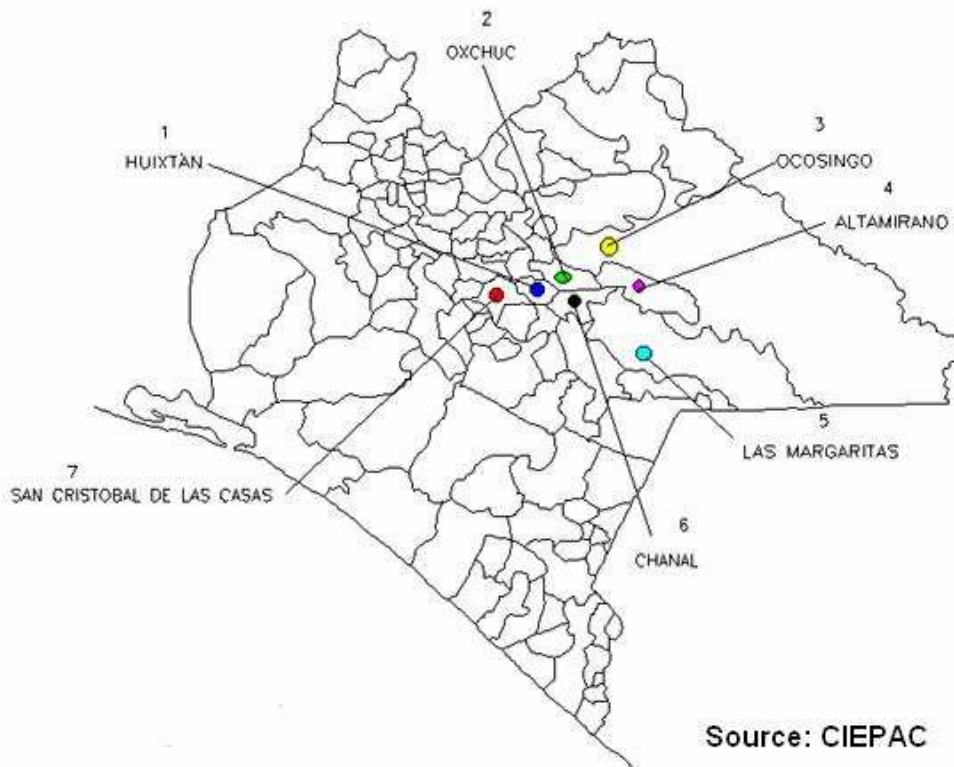 2
OXCHUC
1
HUIXTÀN
3
OCOSINGO
4
ALTAMIRANO
5
LAS MARGARITAS
7
SAN CRISTOBAL DE LAS CASAS
6
CHANAL
Source: CIEPAC